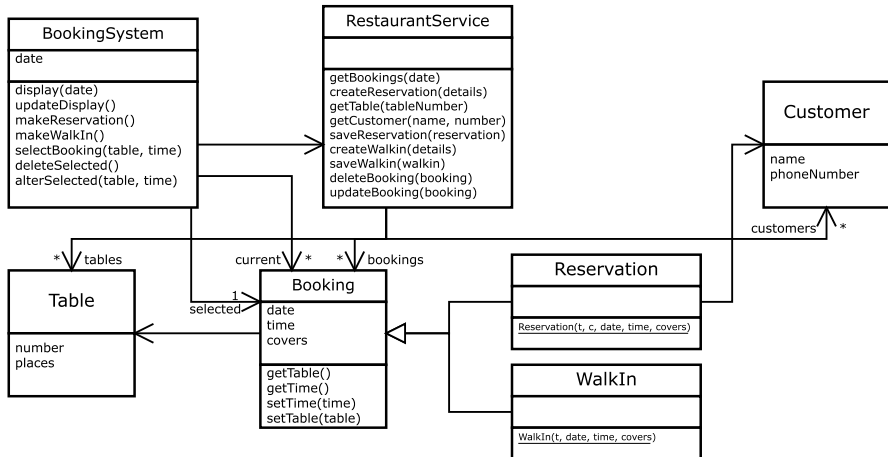 BookingSystem
date
display(date)
updateDisplay()
makeReservation()
makeWalkIn()
selectBooking(table, time)
deleteSelected()
alterSelected(table, time)
RestaurantService
getBookings(date)
createReservation(details)
getTable(tableNumber)
getCustomer(name, number)
saveReservation(reservation)
createWalkin(details)
saveWalkin(walkin)
deleteBooking(booking)
updateBooking(booking)
Customer
name
phoneNumber
customers *
* tables
current *
* bookings
1
selected
Table
number
places
Booking
date
time
covers
getTable()
getTime()
setTime(time)
setTable(table)
Reservation
Reservation(t, c, date, time, covers)
WalkIn
WalkIn(t, date, time, covers)